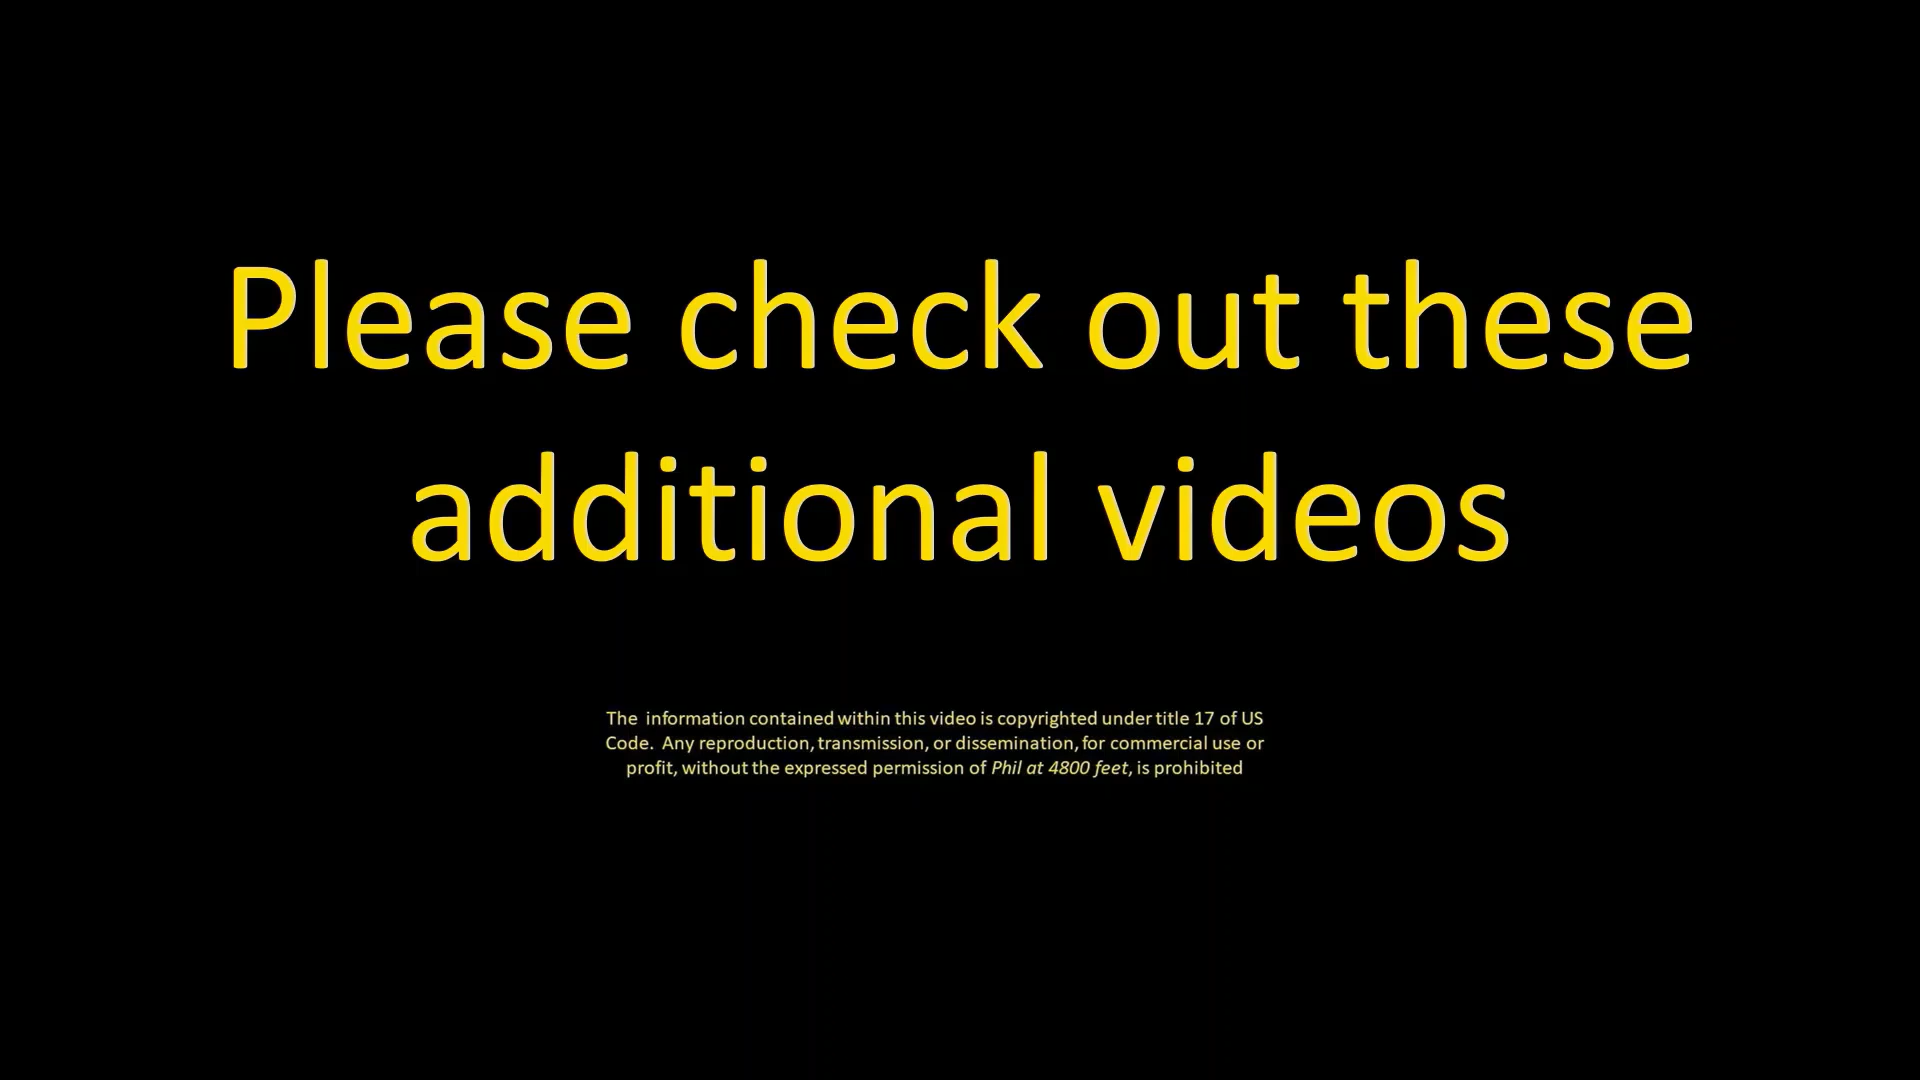 Please check out these
additional videos
The  information contained within this video is copyrighted under title 17 of US
Code.  Any reproduction, transmission, or dissemination, for commercial use or
profit, without the expressed permission of Phil at 4800 feet, is prohibited